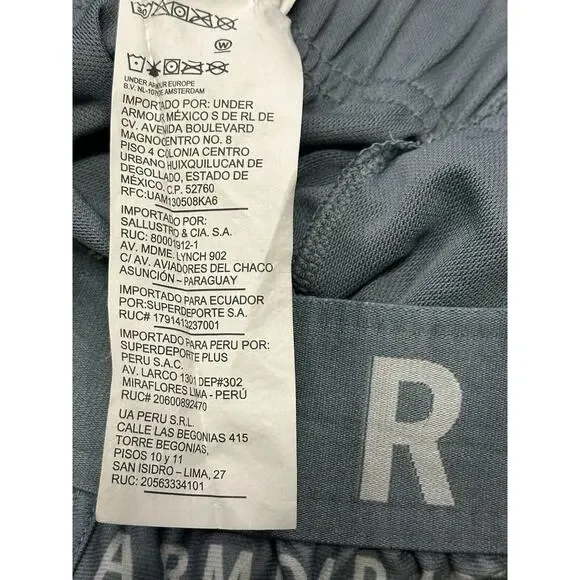 30
W
UNDER ARMOUR EUROPE
B.V. NL-107 AMSTERDAM
IMPORTADO POR: UNDER
ARMOUR MÉXICO S DE RL DE
CV. AVENIDA BOULEVARD
MAGNOCENTRO NO. 8
PISO 4 COLONIA CENTRO
URBANO HUIXQUILUCAN DE
DEGOLLADO, ESTADO DE
MÉXICO, C.P. 52760
RFC:UAM130508KA6
IMPORTADO POR:
SALLUSTRO & CIA. S.A.
RUC: 80001912-1
AV. MDME. LYNCH 902
C/ AV. AVIADORES DEL CHACO
ASUNCIÓN - PARAGUAY
IMPORTADO PARA ECUADOR
POR:SUPERDEPORTE S.A.
RUC# 1791413237001
IMPORTADO PARA PERU POR:
SUPERDEPORTE PLUS
PERU S.A.C.
AV. LARCO 1301 DEP#302
MIRAFLORES LIMA - PERÚ
RUC# 20600892470
UA PERU S.R.L.
CALLE LAS BEGONIAS 415
TORRE BEGONIAS,
PISOS 10 y 11
SAN ISIDRO - LIMA, 27
RUC: 20563334101
R